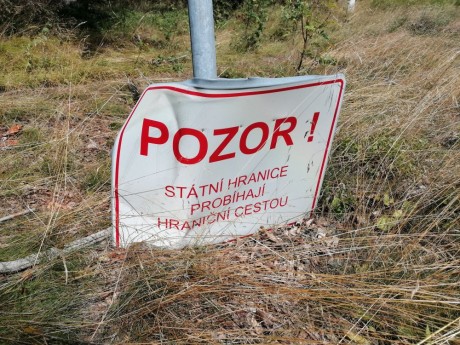 POZOR !
STÁTNÍ HRANICE
PROBÍHAJÍ
HRANIČNÍ CESTOU